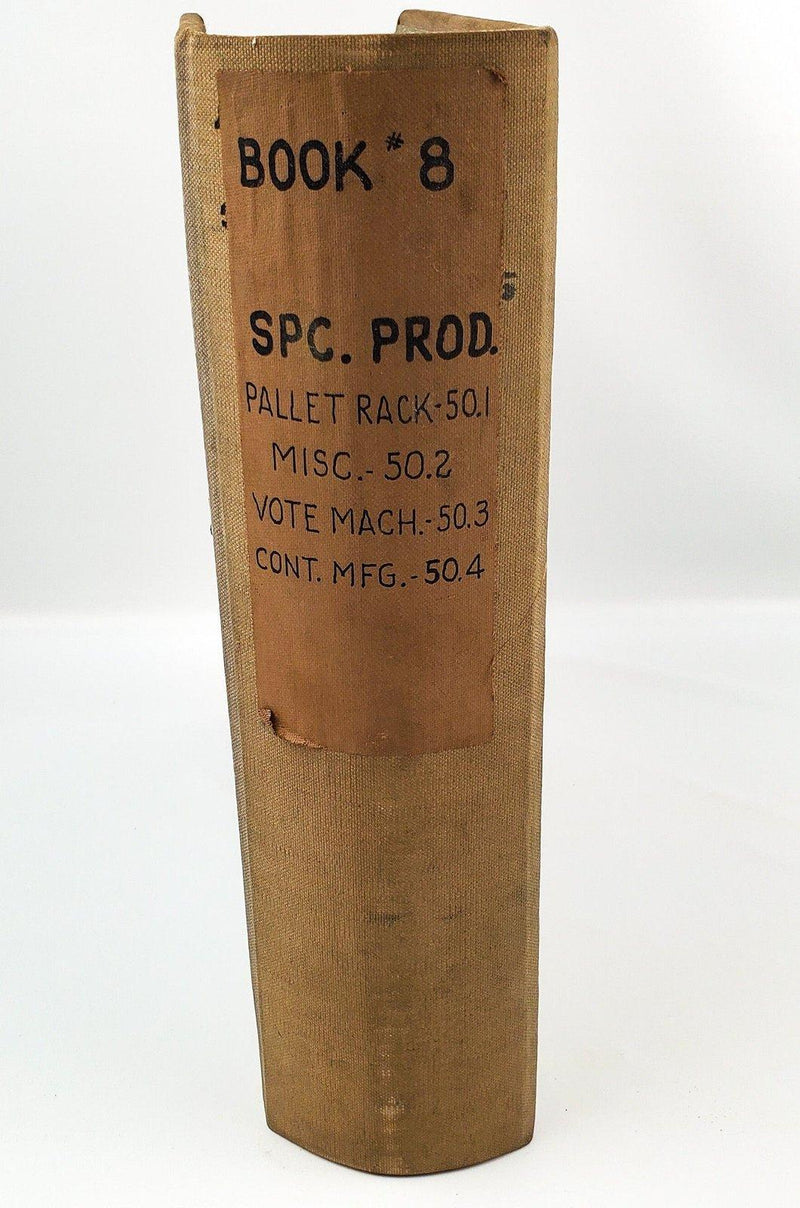 BOOK # 8
SPC. PROD.
PALLET RACK-50.1
MISC.-50.2
VOTE MACH.-50.3
CONT. MFG.-50.4